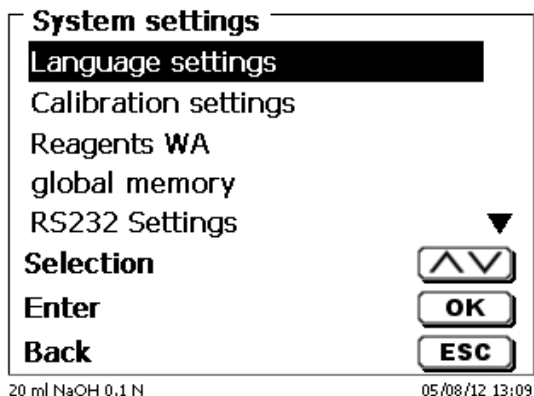 System settings
Language settings
Calibration settings
Reagents WA
global memory
RS232 Settings
Selection
Enter OK
Back ESC
20 ml NaOH 0.1 N 05/08/12 13:09